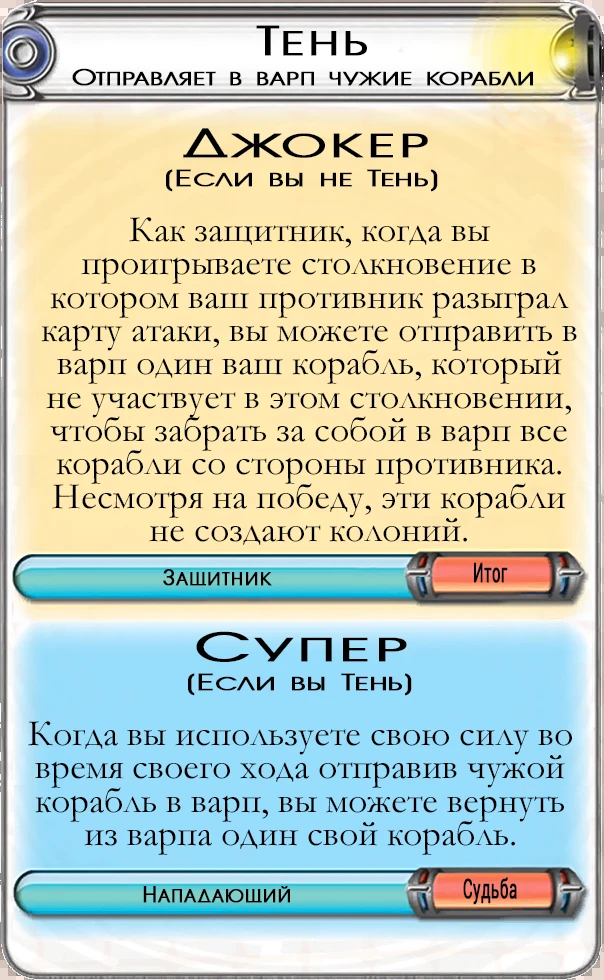 Тень
Отправляет в варп чужие корабли
Джокер
(Если вы не Тень)
Как защитник, когда вы
проигрываете столкновение в
котором ваш противник разыграл
карту атаки, вы можете отправить в
варп один ваш корабль, который
не участвует в этом столкновении,
чтобы забрать за собой в варп все
корабли со стороны противника.
Несмотря на победу, эти корабли
не создают колоний.
Защитник
Итог
Супер
(Если вы Тень)
Когда вы используете свою силу во
время своего хода отправив чужой
корабль в варп, вы можете вернуть
из варпа один свой корабль.
Нападающий
Судьба